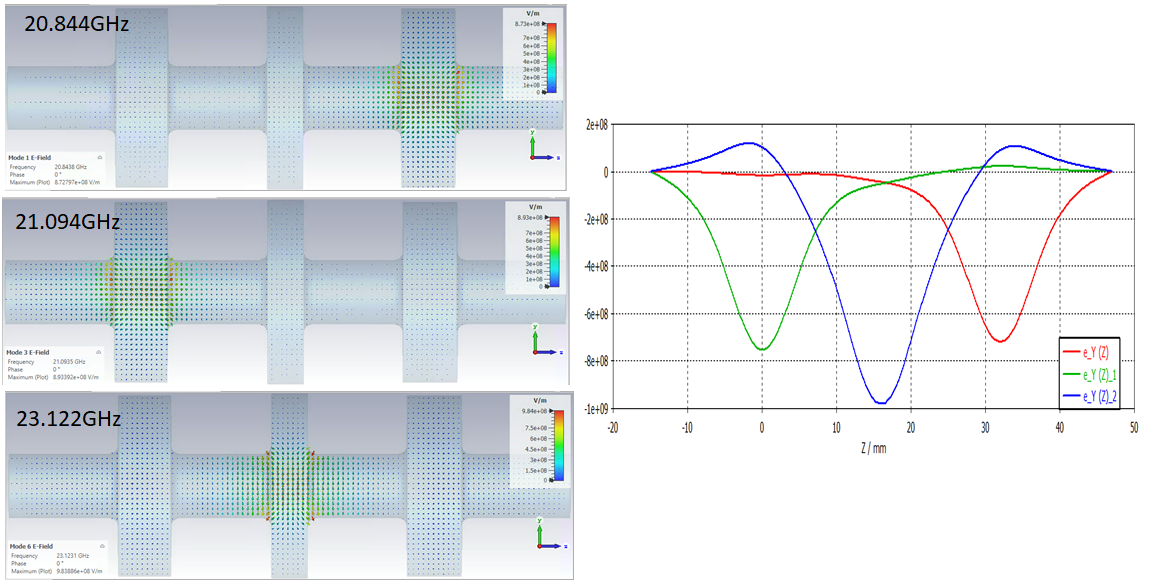 20.844GHz
V/m
8.73e+08
7e+08
6e+08
5e+08
4e+08
3e+08
2e+08
1e+08
0
y
z
Mode 1 E-Field
Frequency 20.8438 GHz
Phase 0 °
Maximum (Plot) 8.72797e+08 V/m
21.094GHz
V/m
8.93e+08
7e+08
6e+08
5e+08
4e+08
3e+08
2e+08
1e+08
0
y
z
Mode 3 E-Field
Frequency 21.0935 GHz
Phase 0 °
Maximum (Plot) 8.93392e+08 V/m
23.122GHz
V/m
9.84e+08
7.5e+08
6e+08
4.5e+08
3e+08
1.5e+08
0
y
z
Mode 6 E-Field
Frequency 23.1231 GHz
Phase 0 °
Maximum (Plot) 9.83886e+08 V/m
2e+08
0
-2e+08
-4e+08
-6e+08
-8e+08
-1e+09
-20 -10 0 10 20 30 40 50
Z / mm
e_Y (Z)
e_Y (Z)_1
e_Y (Z)_2